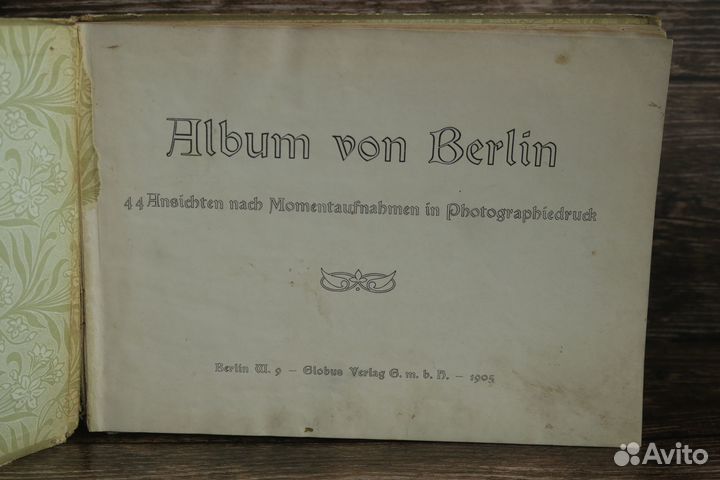 Album von Berlin
44 Ansichten nach Momentaufnahmen in Photographiedruck
Berlin W. 9 – Globus Verlag G. m. b. H. – 1905
Avito